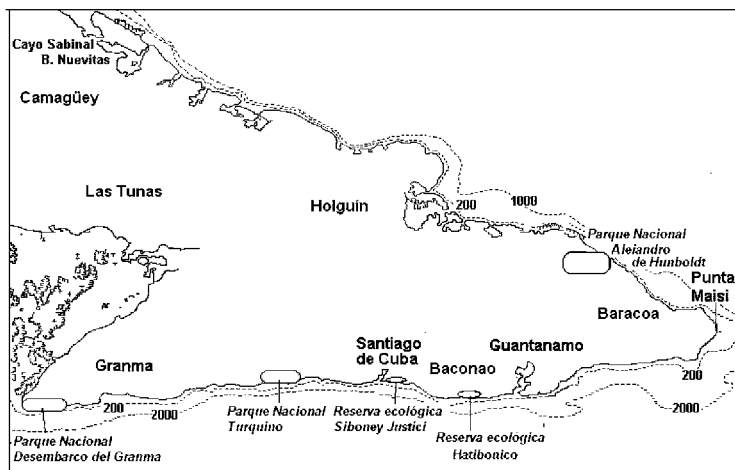 Cayo Sabinal
B. Nuevitas
Camagüey
Las Tunas
Holguín
200
1000
Parque Nacional
Alejandro
de Hunboldt
Punta
Maisi
Baracoa
Santiago
de Cuba
Guantanamo
Baconao
Granma
200
2000
200
2000
Parque Nacional
Turquino
Reserva ecológica
Siboney Justici
Reserva ecológica
Hatibonico
Parque Nacional
Desembarco del Granma